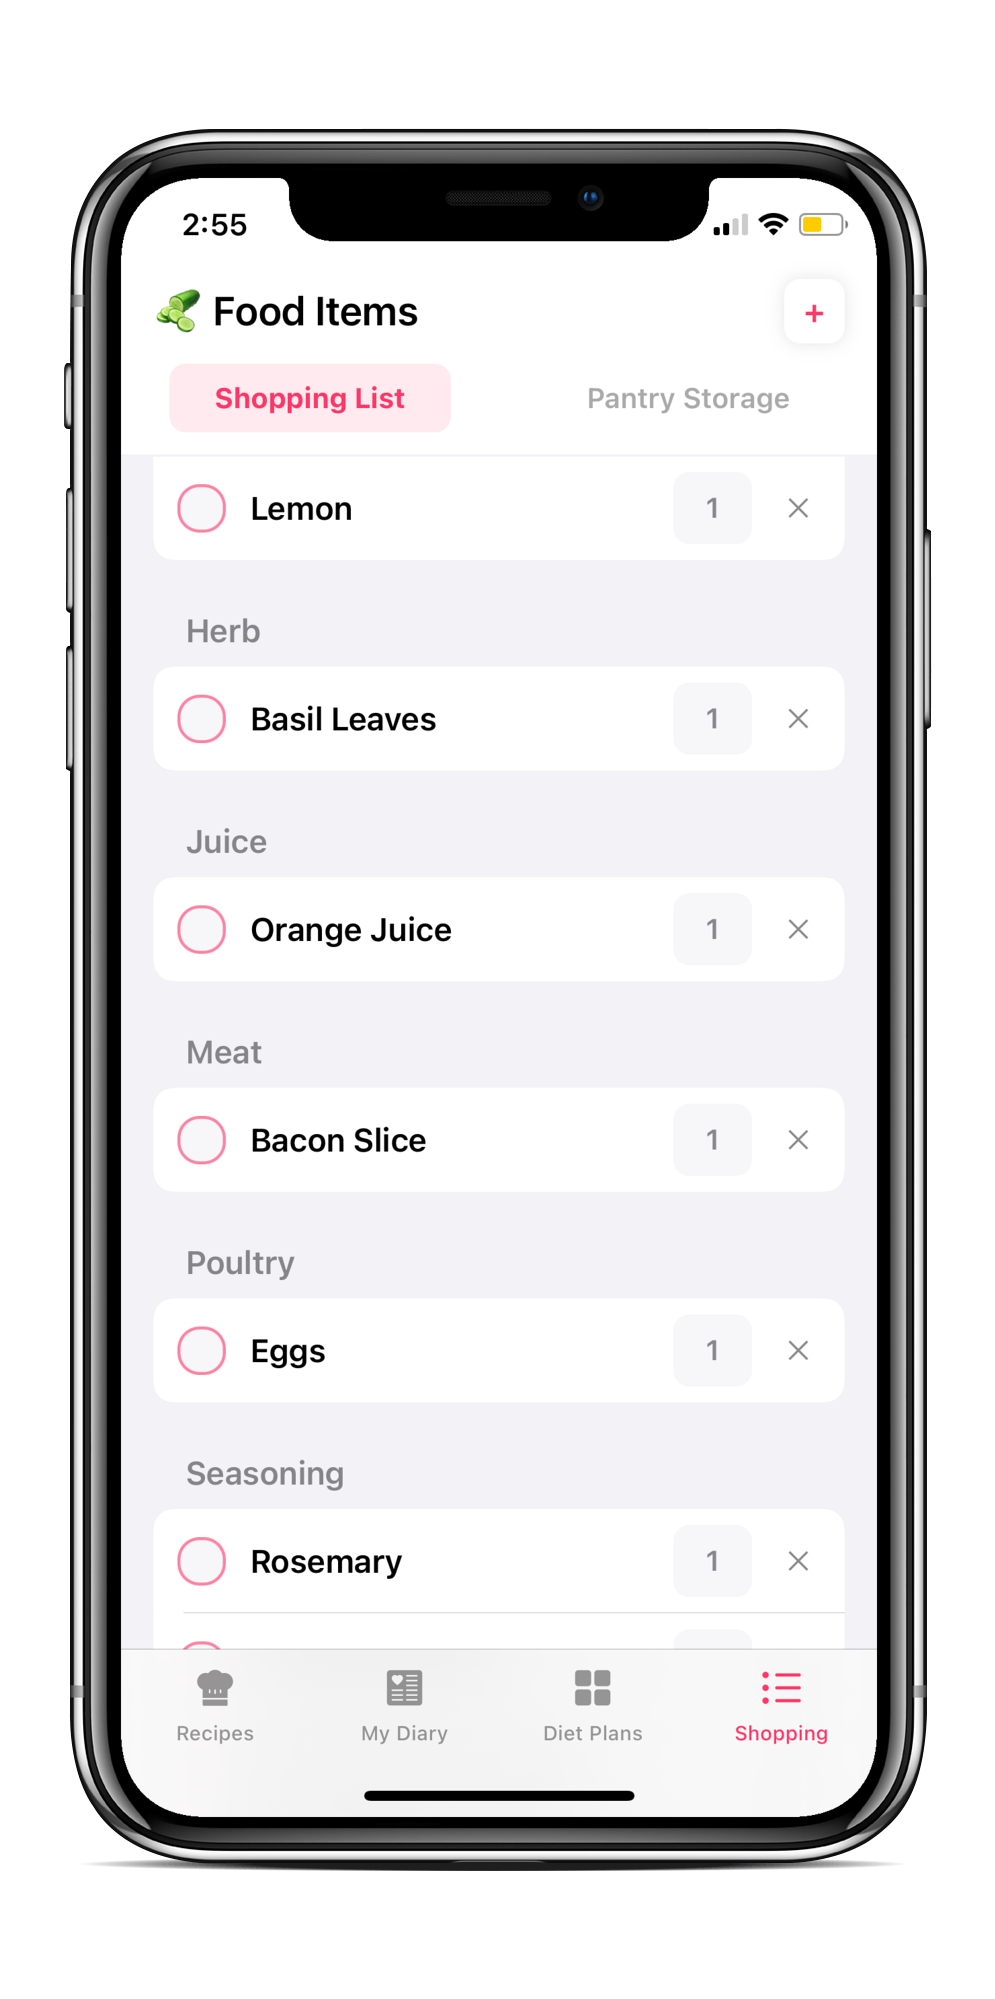 2:55
Food Items
+
Shopping List Pantry Storage
Lemon 1
Herb
Basil Leaves 1
Juice
Orange Juice 1
Meat
Bacon Slice 1
Poultry
Eggs 1
Seasoning
Rosemary 1
Recipes My Diary Diet Plans Shopping